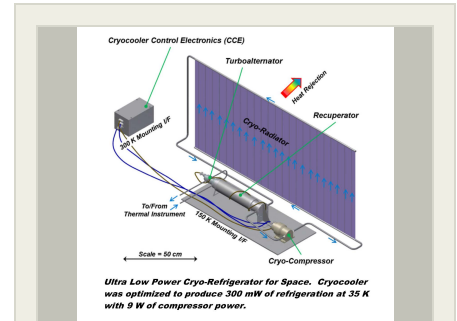 Cryocooler Control Electronics (CCE)
Turboalternator
Heat Rejection
Recuperator
Cryo-Radiator
300 K Mounting I/F
To/From
Thermal Instrument
150 K Mounting I/F
Scale = 50 cm
Cryo-Compressor
Ultra Low Power Cryo-Refrigerator for Space. Cryocooler
was optimized to produce 300 mW of refrigeration at 35 K
with 9 W of compressor power.